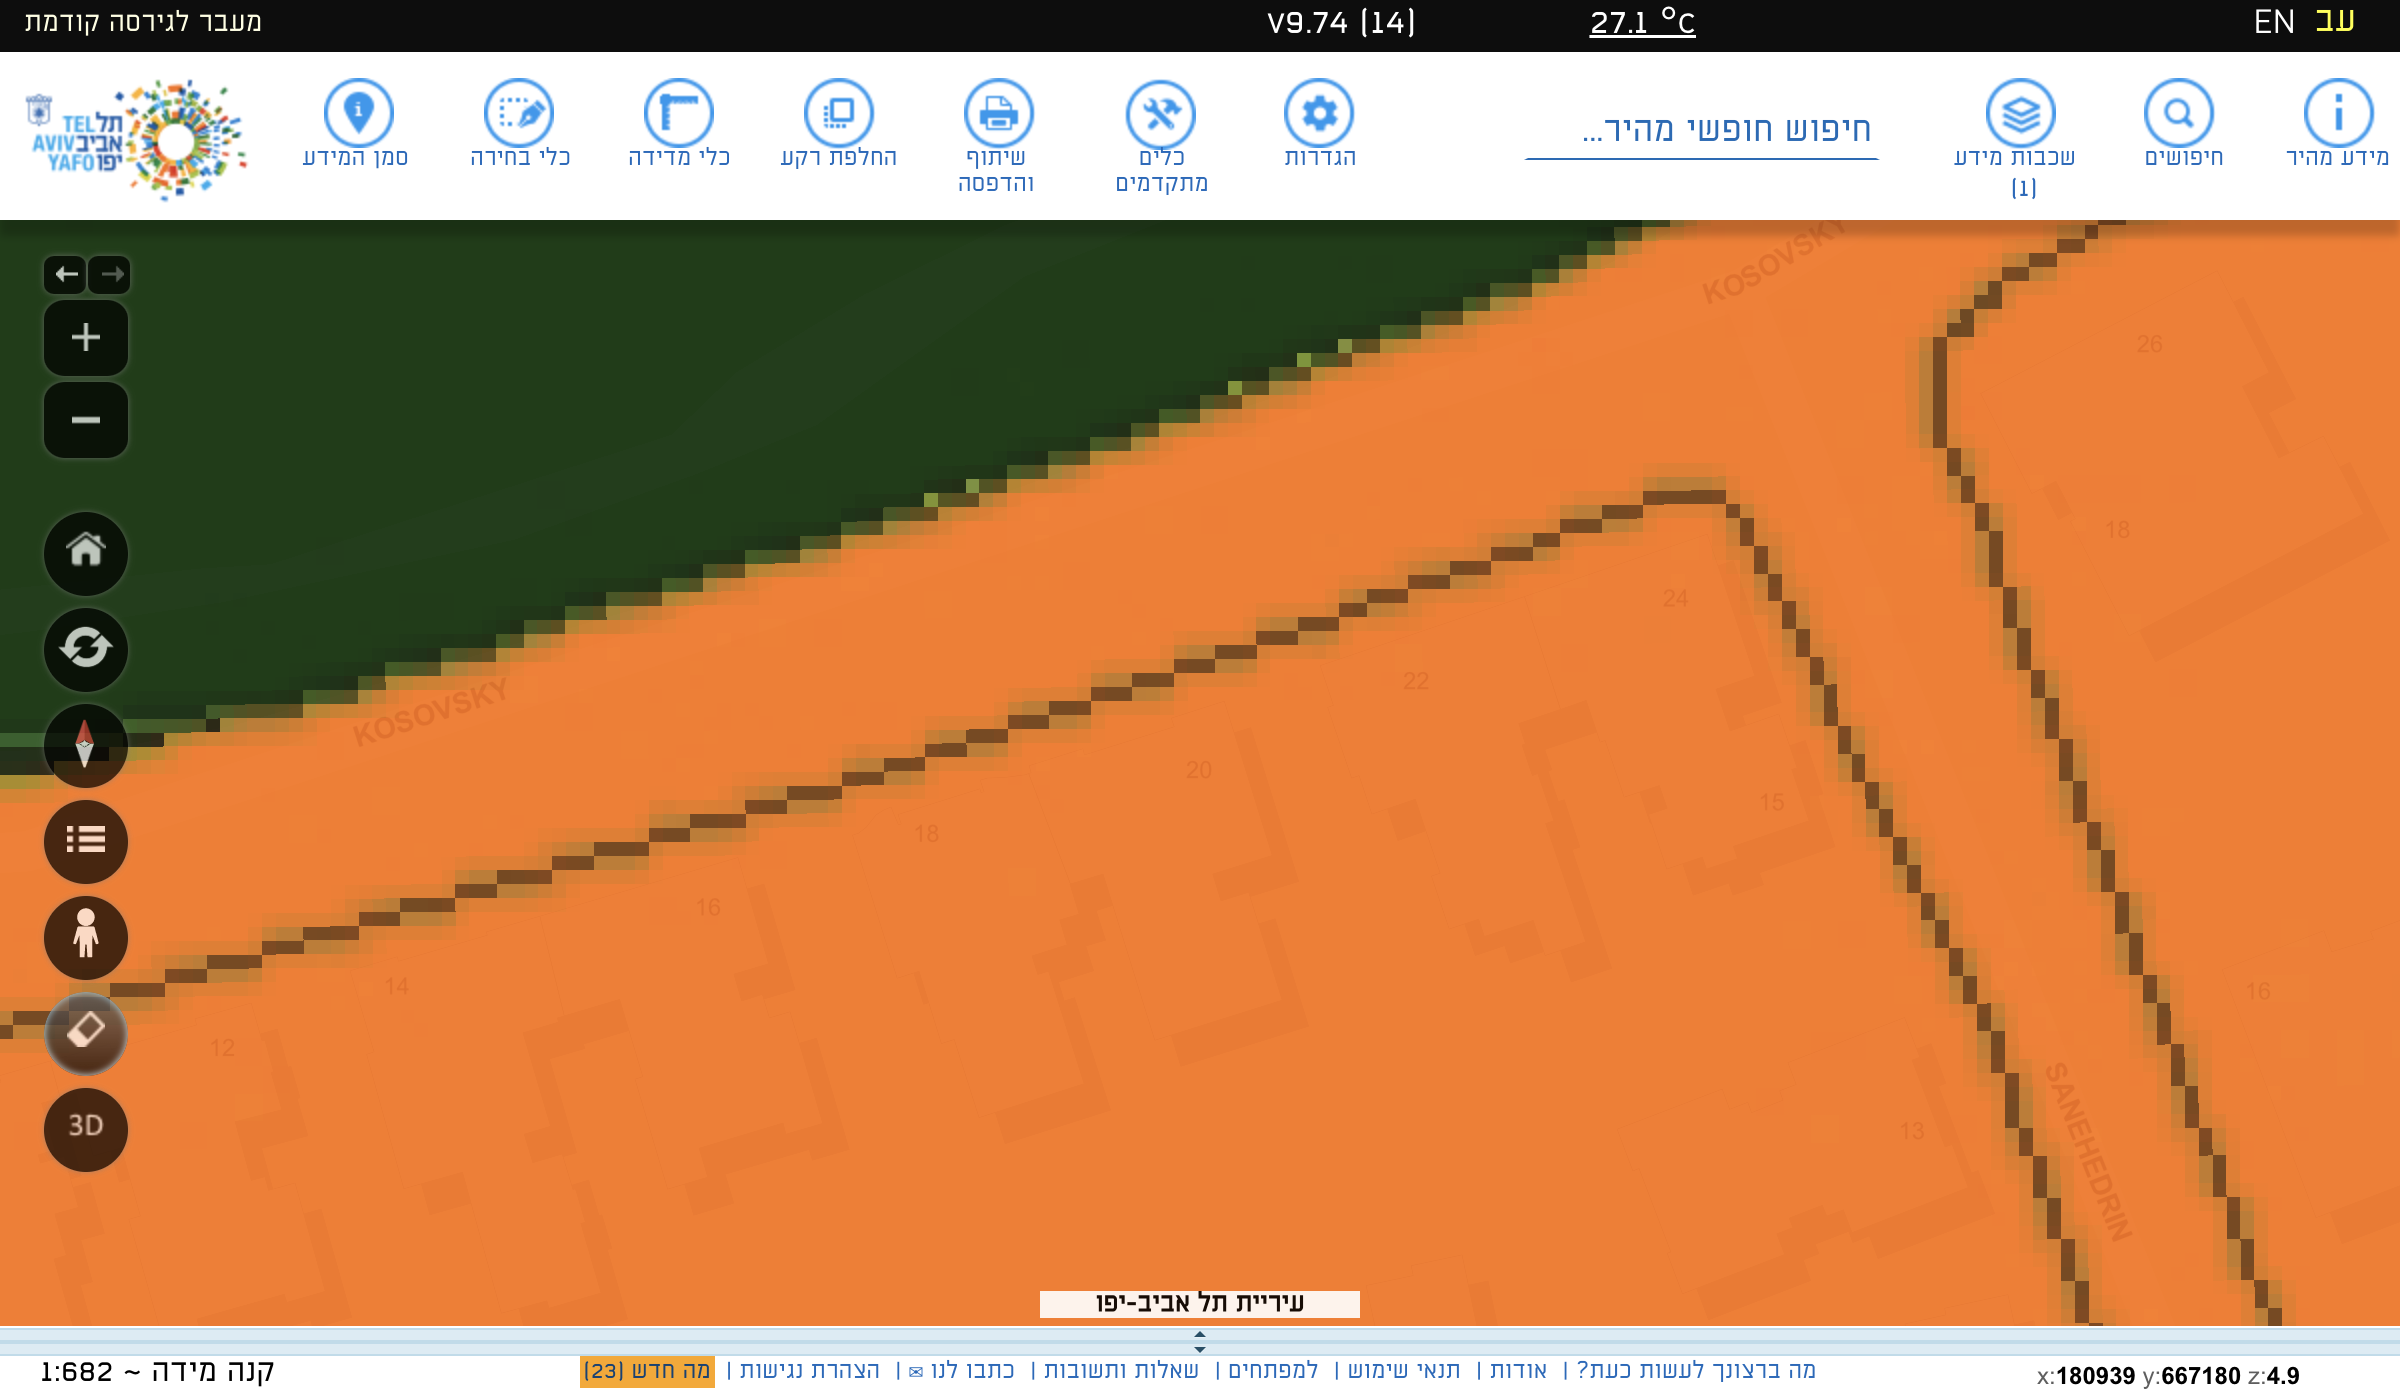 מעבר לגירסה קודמת
V9.74 (14)
27.1 °C
EN עב
תל אביב יפו
TEL AVIV YAFO
סמן המידע
כלי בחירה
כלי מדידה
החלפת רקע
שיתוף והדפסה
כלים מתקדמים
הגדרות
חיפוש חופשי מהיר...
שכבות מידע (1)
חיפושים
מידע מהיר
KOSOVSKY
26
18
24
22
KOSOVSKY
20
15
18
16
14
16
12
13
SANEHEDRIN
3D
עיריית תל אביב-יפו
קנה מידה ~ 1:682
מה ברצונך לעשות כעת? | אודות | תנאי שימוש | למפתחים | שאלות ותשובות | כתבו לנו ✉ | הצהרת נגישות | מה חדש (23)
x:180939 y:667180 z:4.9